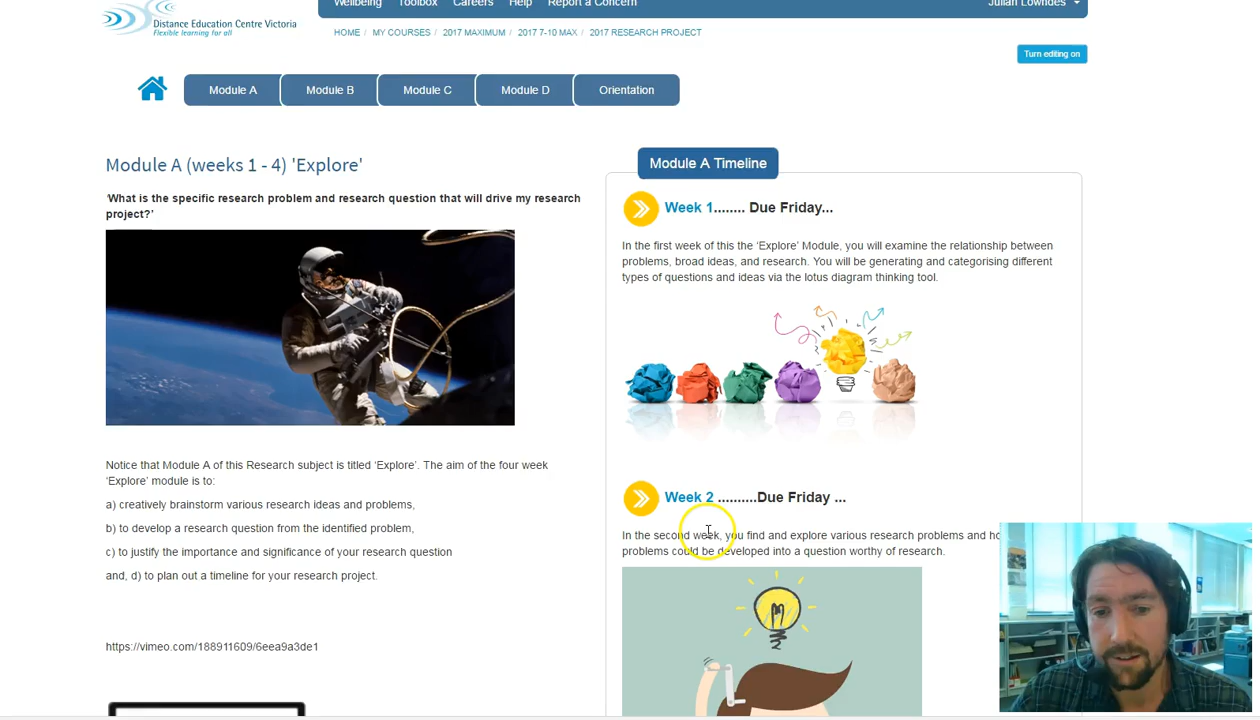 Wellbeing Toolbox Careers Help Report a Concern Julian Lowndes
Distance Education Centre Victoria
Flexible learning for all
HOME / MY COURSES / 2017 MAXIMUM / 2017 7-10 MAX / 2017 RESEARCH PROJECT
Turn editing on
Module A Module B Module C Module D Orientation
Module A (weeks 1 - 4) 'Explore'
'What is the specific research problem and research question that will drive my research
project?'
Notice that Module A of this Research subject is titled 'Explore'. The aim of the four week
'Explore' module is to:
a) creatively brainstorm various research ideas and problems,
b) to develop a research question from the identified problem,
c) to justify the importance and significance of your research question
and, d) to plan out a timeline for your research project.
https://vimeo.com/188911609/6eea9a3de1
Module A Timeline
Week 1........ Due Friday...
In the first week of this the 'Explore' Module, you will examine the relationship between
problems, broad ideas, and research. You will be generating and categorising different
types of questions and ideas via the lotus diagram thinking tool.
Week 2 ..........Due Friday ...
In the second week, you find and explore various research problems and
problems could be developed into a question worthy of research.